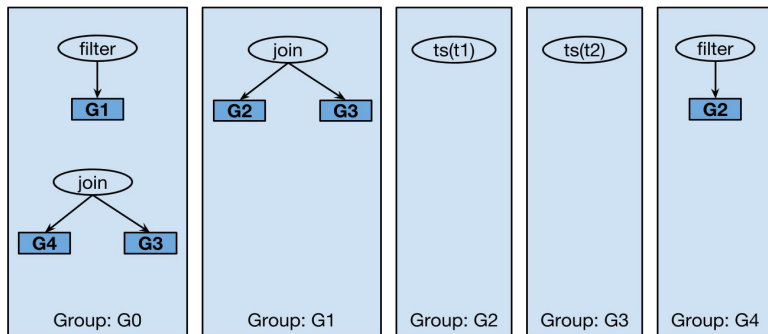 filter
G1
join
G4 G3
Group: G0
join
G2 G3
Group: G1
ts(t1)
Group: G2
ts(t2)
Group: G3
filter
G2
Group: G4